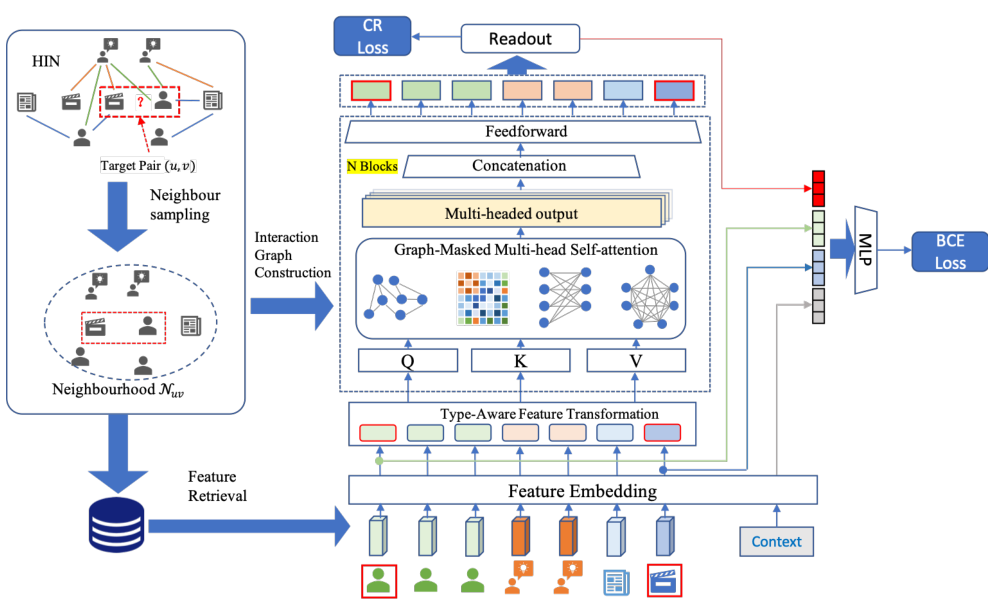 HIN
?
Target Pair (u, v)
Neighbour
sampling
Neighbourhood 𝒩uv
Feature
Retrieval
Interaction
Graph
Construction
CR
Loss
Readout
Feedforward
N Blocks
Concatenation
Multi-headed output
Graph-Masked Multi-head Self-attention
Q
K
V
Type-Aware Feature Transformation
Feature Embedding
Context
MLP
BCE
Loss